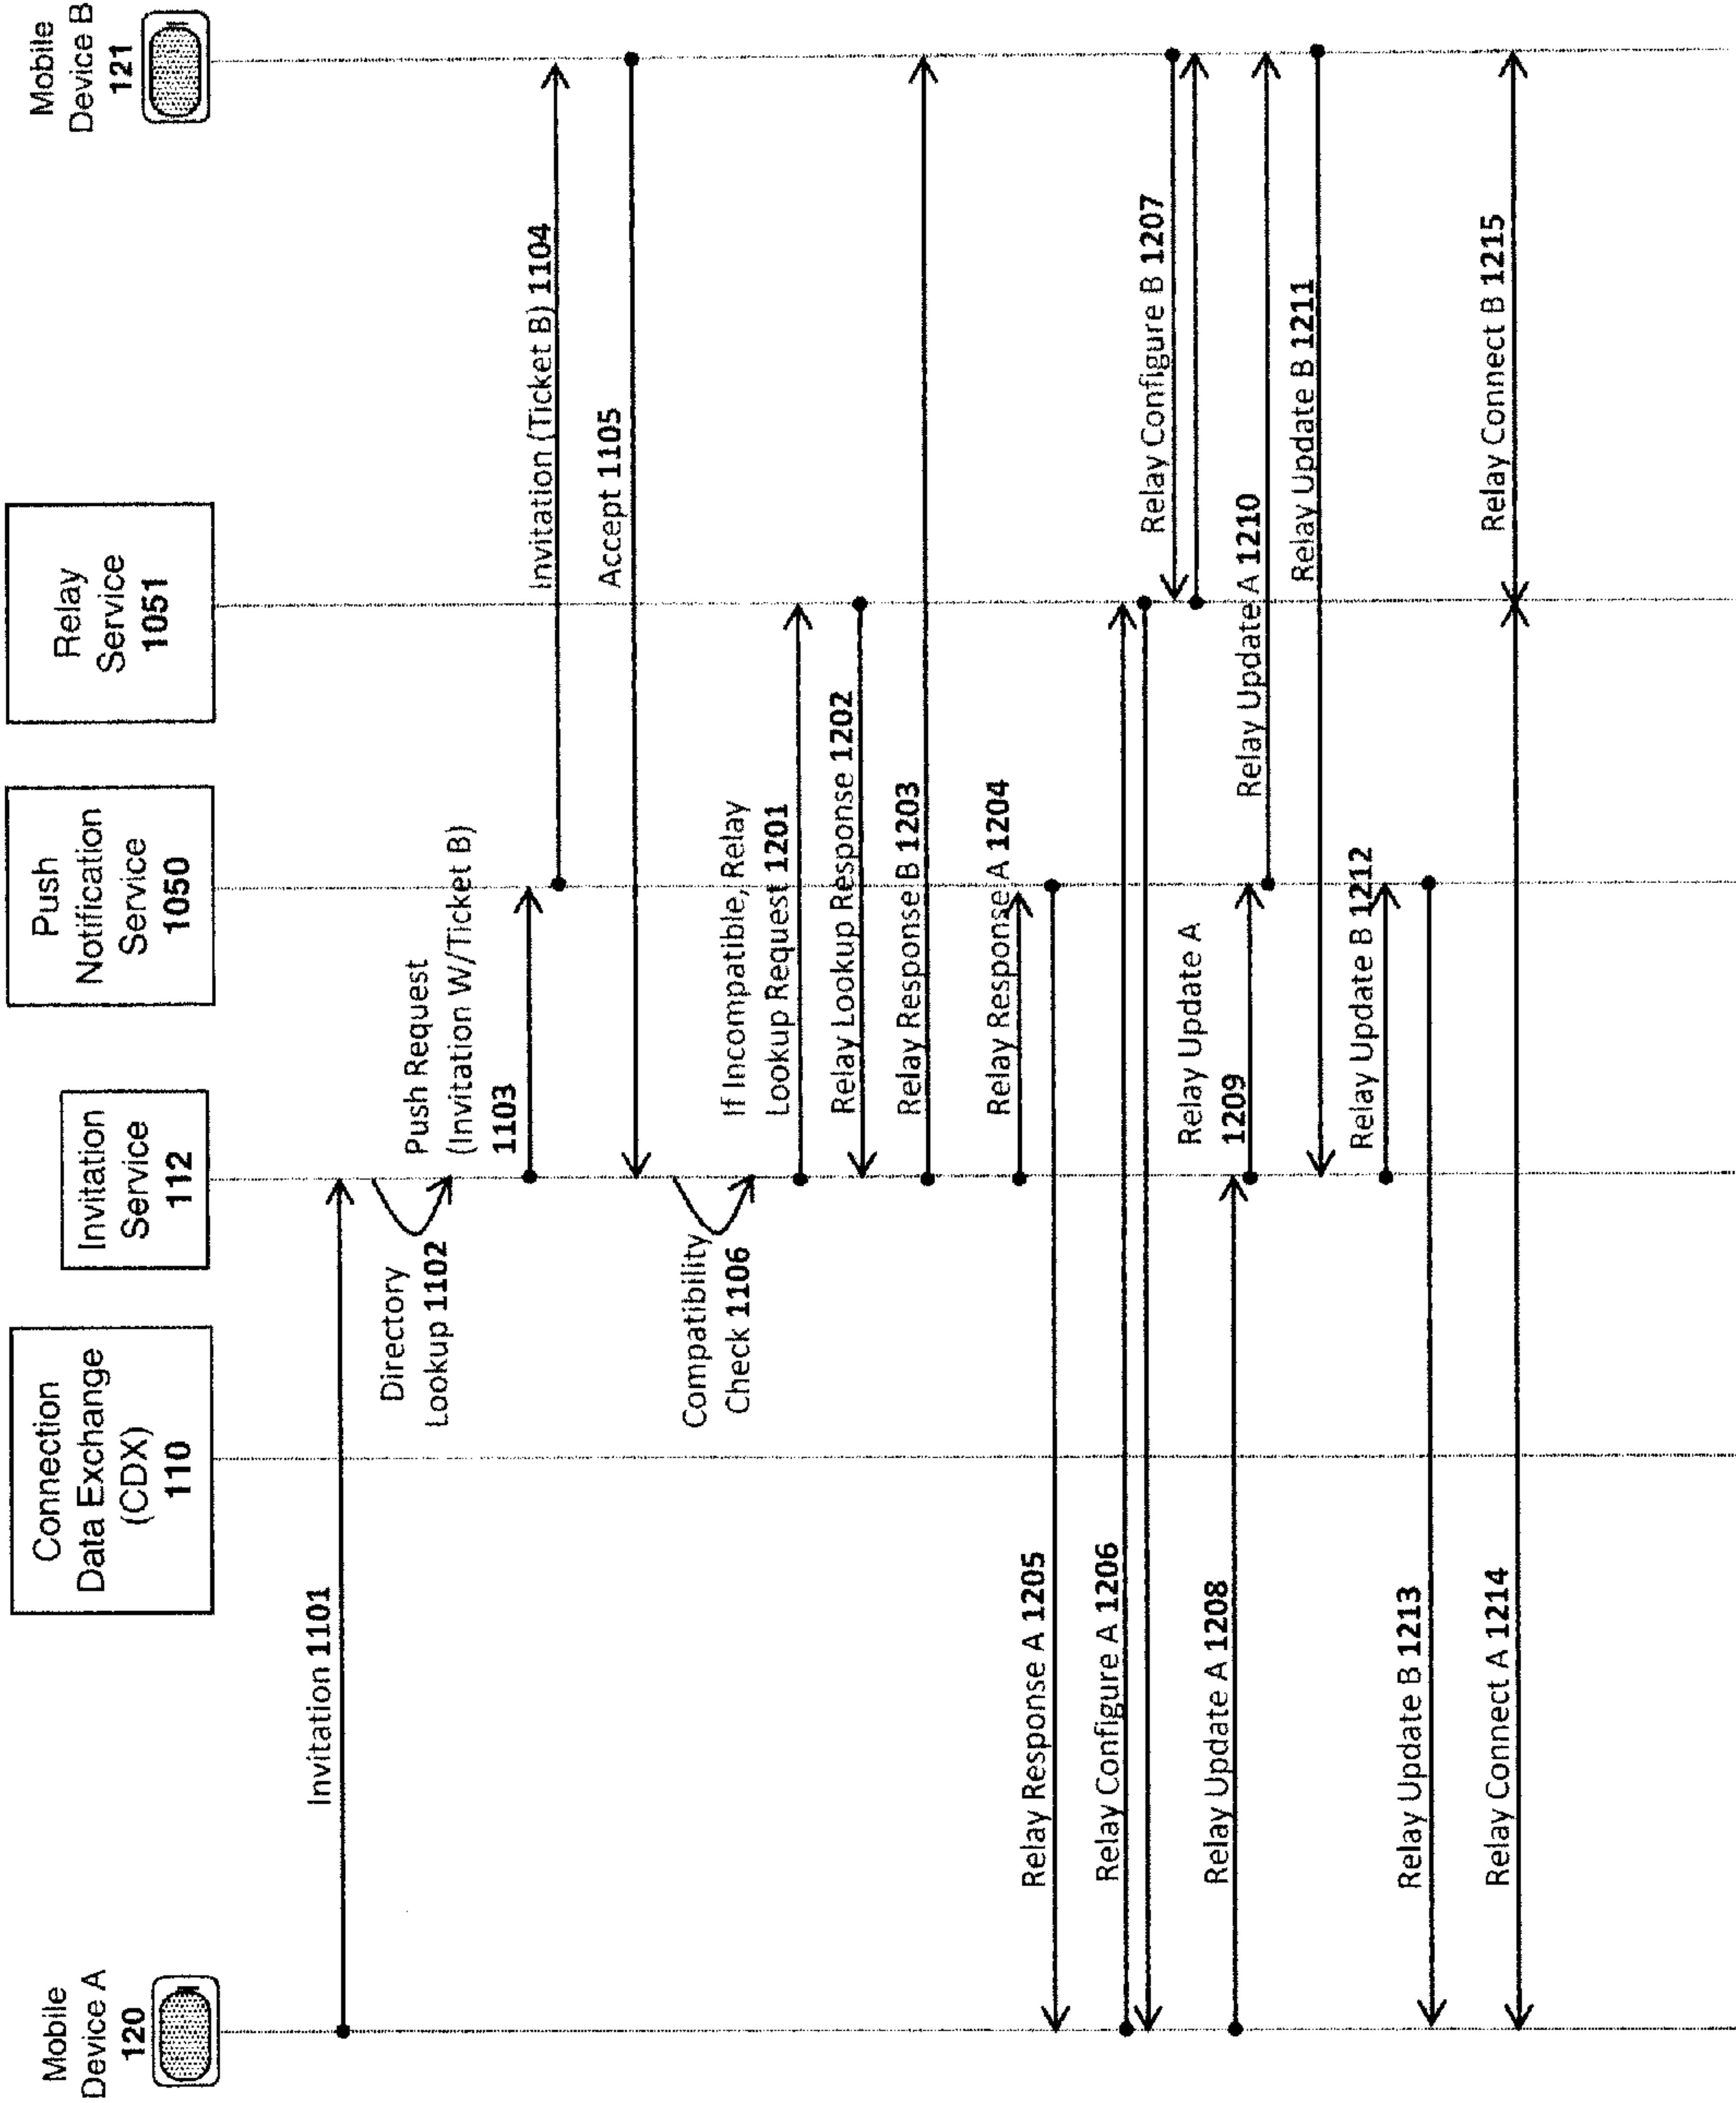 Mobile
Device A
120
Connection
Data Exchange
(CDX)
110
Invitation
Service
112
Push
Notification
Service
1050
Relay
Service
1051
Mobile
Device B
121
Invitation 1101
Directory
Lookup 1102
Push Request
(Invitation W/Ticket B)
1103
Invitation (Ticket B) 1104
Accept 1105
Compatibility
Check 1106
If Incompatible, Relay
Lookup Request 1201
Relay Lookup Response 1202
Relay Response B 1203
Relay Response A 1204
Relay Response A 1205
Relay Configure A 1206
Relay Configure B 1207
Relay Update A 1208
Relay Update A
1209
Relay Update A 1210
Relay Update B 1211
Relay Update B 1212
Relay Update B 1213
Relay Connect A 1214
Relay Connect B 1215